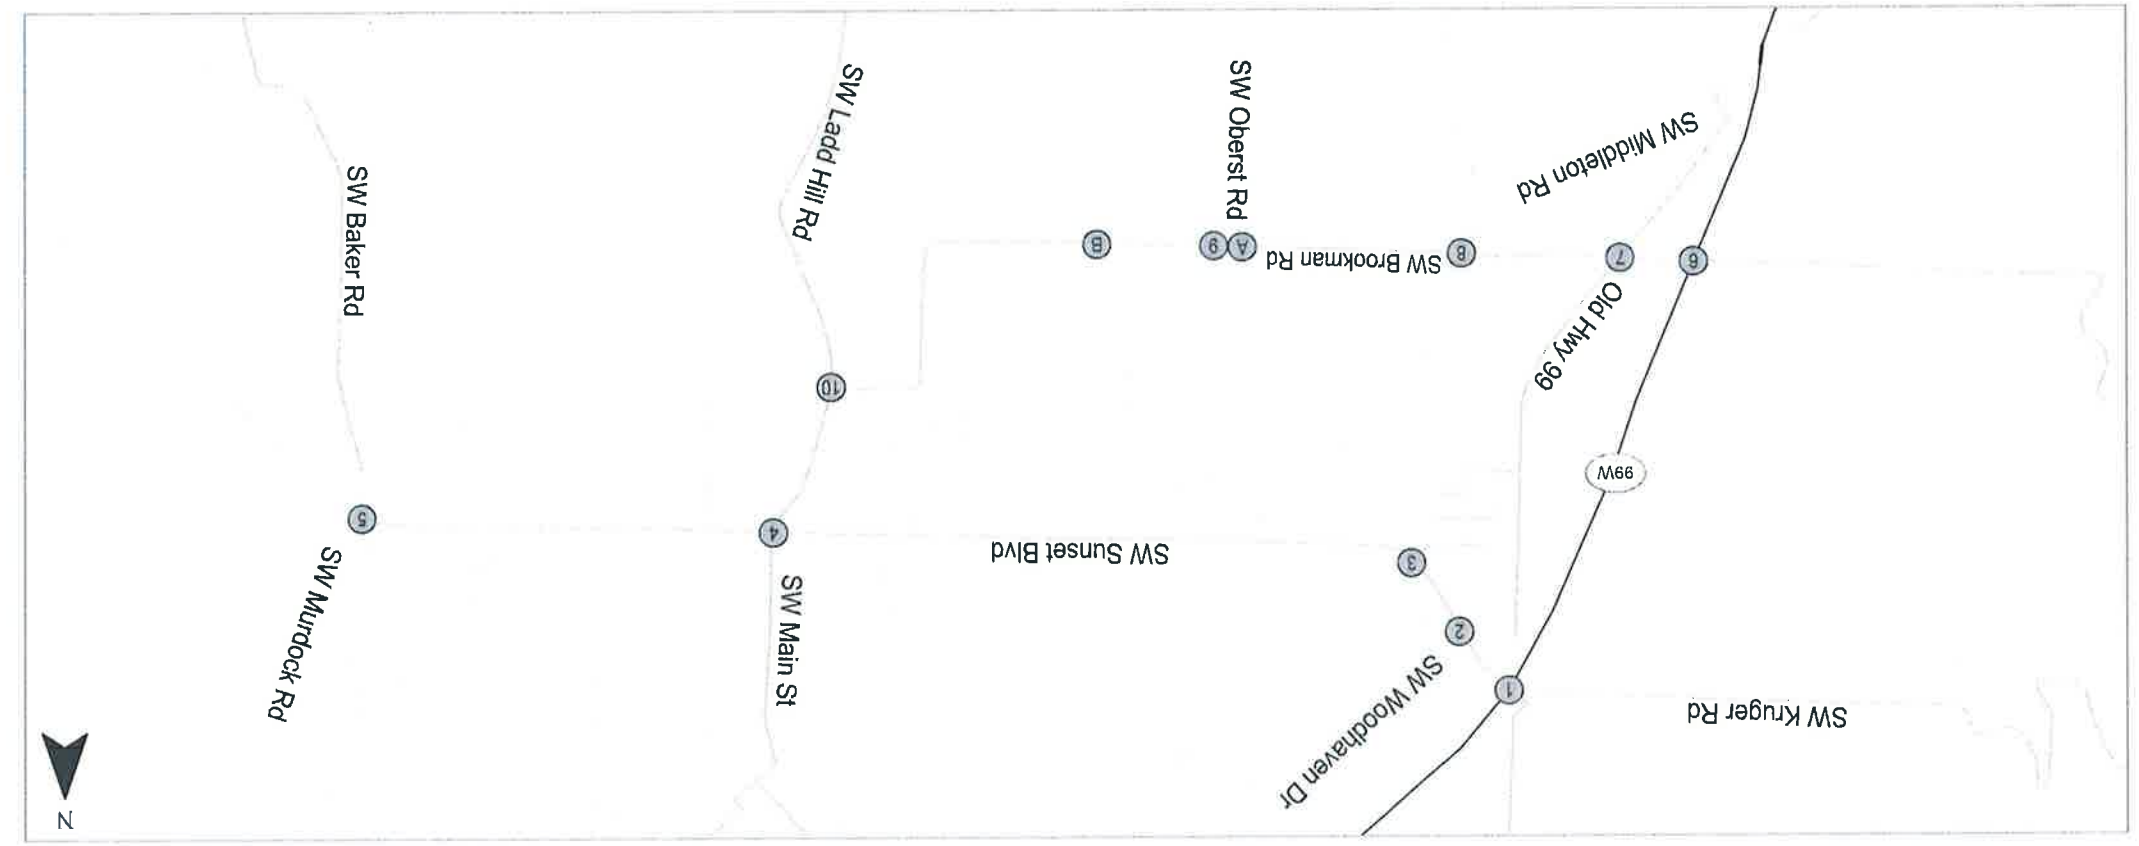 N
SW Kruger Rd
SW Woodhaven Dr
1
SW Main St
SW Murdock Rd
2
3
SW Sunset Blvd
4
5
99W
10
Old Hwy 99
6
7
8
SW Brookman Rd
A
9
B
SW Baker Rd
SW Middleton Rd
SW Oberst Rd
SW Ladd Hill Rd